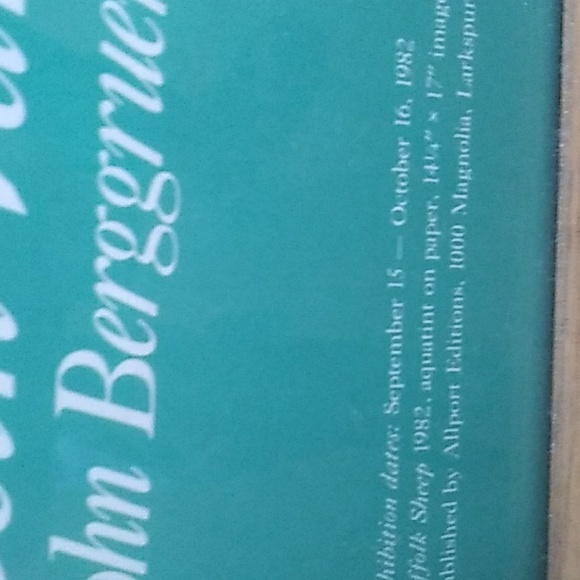 ohn Berggruen
hibition dates: September 15 — October 16, 1982
ffolk Sheep 1982, aquatint on paper, 14¼" x 17" image
blished by Allport Editions, 1000 Magnolia, Larkspur